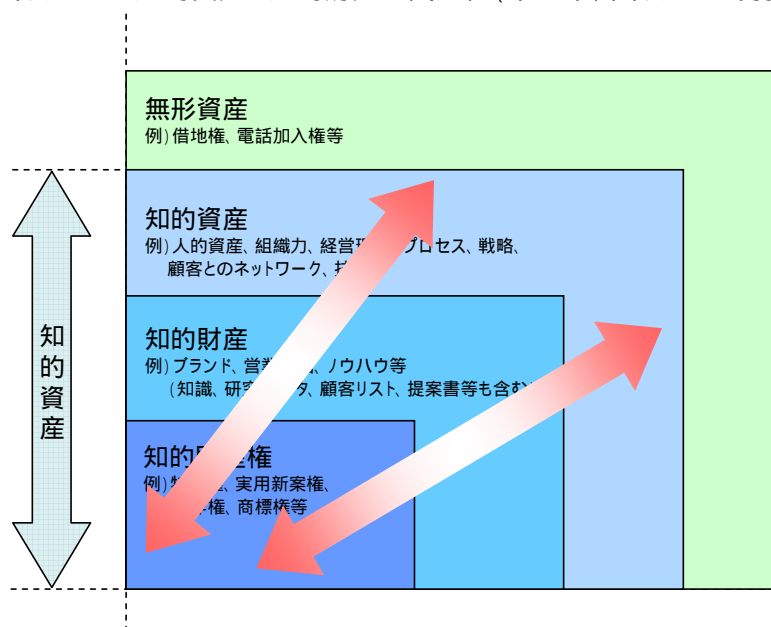 無形資産
例)借地権、電話加入権等
知的資産
例)人的資産、組織力、経営 プロセス、戦略、
顧客とのネットワーク、
知的財産
例)ブランド、営業 、ノウハウ等
(知識、研究 タ、顧客リスト、提案書等も含む
知的 権
例) 、実用新案権、
権、商標権等
知的資産